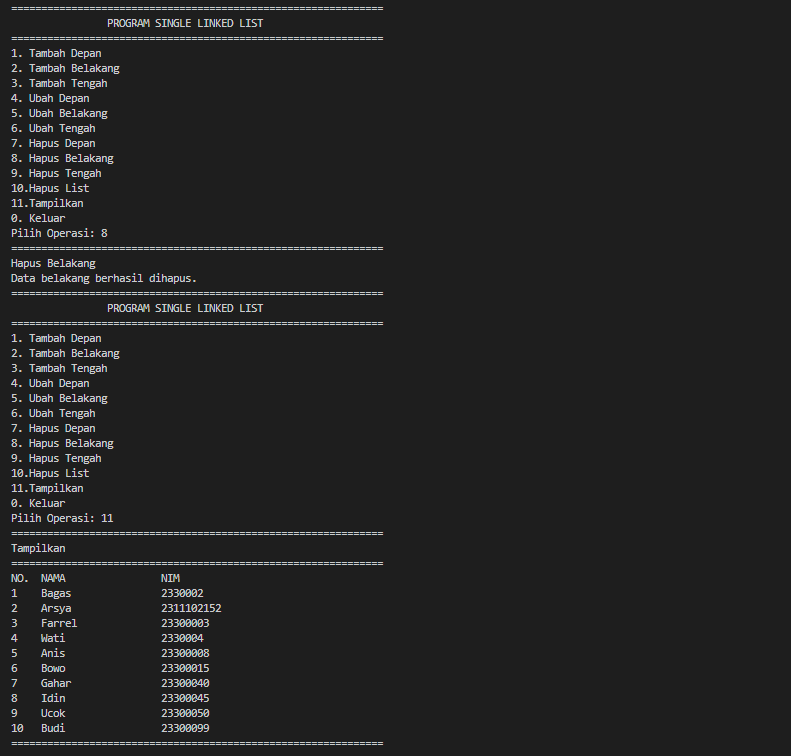 ==============================================================
PROGRAM SINGLE LINKED LIST
==============================================================
1. Tambah Depan
2. Tambah Belakang
3. Tambah Tengah
4. Ubah Depan
5. Ubah Belakang
6. Ubah Tengah
7. Hapus Depan
8. Hapus Belakang
9. Hapus Tengah
10.Hapus List
11.Tampilkan
0. Keluar
Pilih Operasi: 8
==============================================================
Hapus Belakang
Data belakang berhasil dihapus.
==============================================================
PROGRAM SINGLE LINKED LIST
==============================================================
1. Tambah Depan
2. Tambah Belakang
3. Tambah Tengah
4. Ubah Depan
5. Ubah Belakang
6. Ubah Tengah
7. Hapus Depan
8. Hapus Belakang
9. Hapus Tengah
10.Hapus List
11.Tampilkan
0. Keluar
Pilih Operasi: 11
==============================================================
Tampilkan
==============================================================
NO. NAMA NIM
1 Bagas 2330002
2 Arsya 2311102152
3 Farrel 23300003
4 Wati 2330004
5 Anis 23300008
6 Bowo 23300015
7 Gahar 23300040
8 Idin 23300045
9 Ucok 23300050
10 Budi 23300099
==============================================================